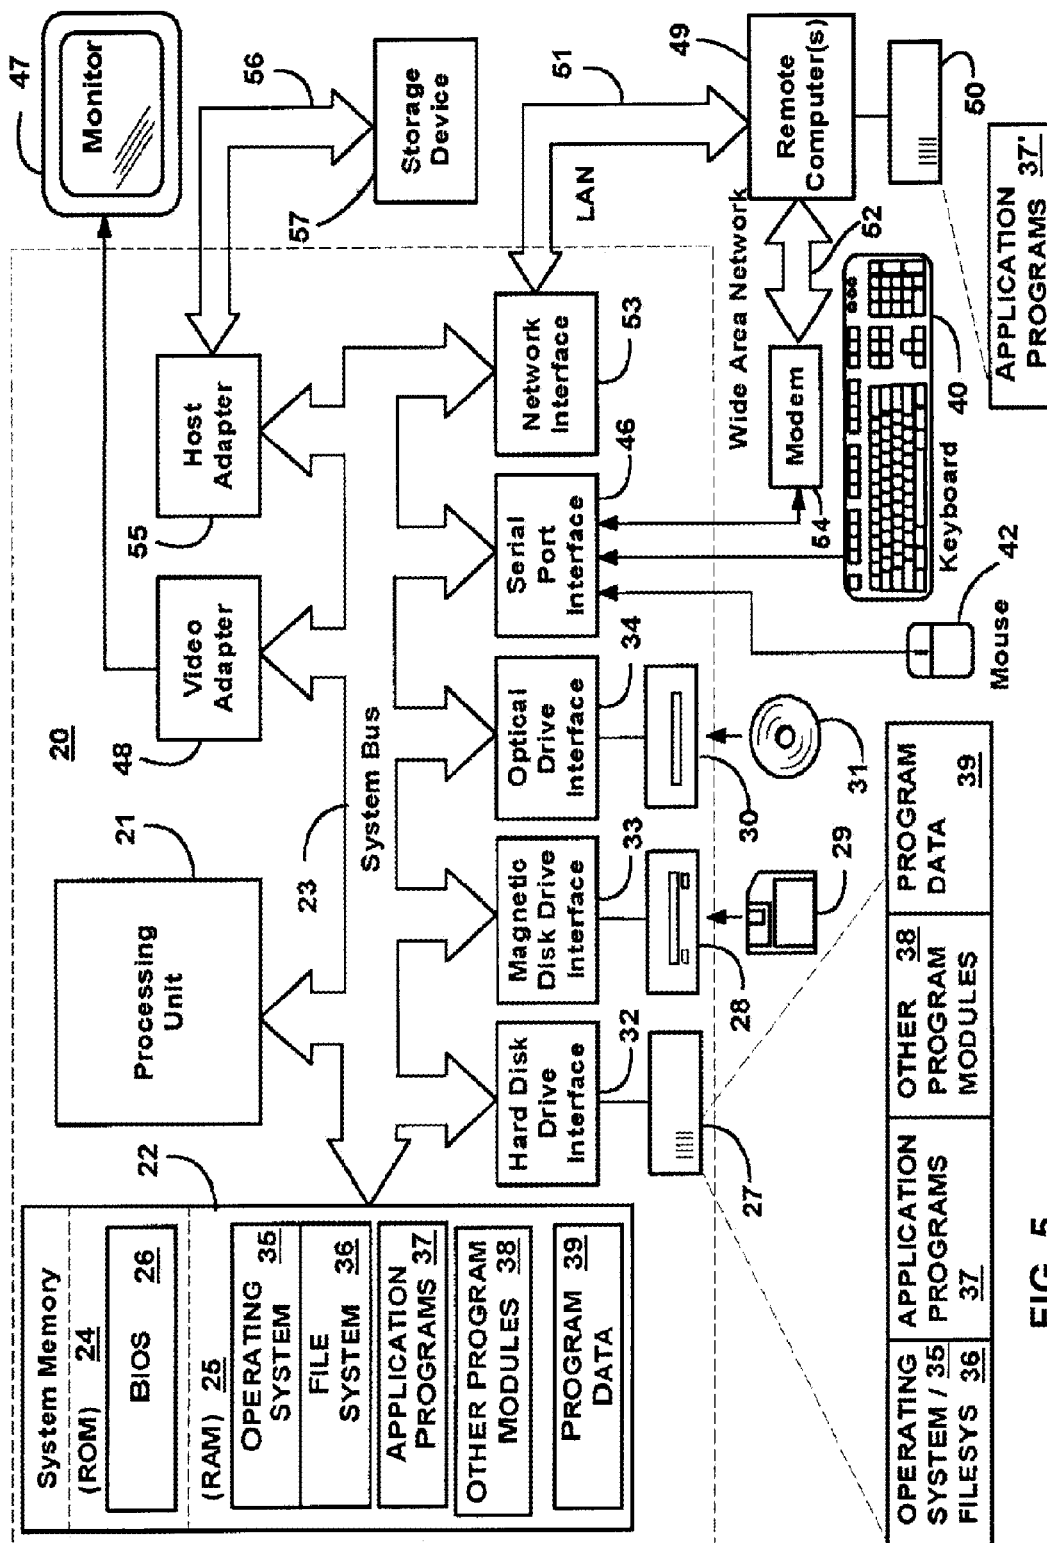 System Memory
(ROM) 24
BIOS 26
(RAM) 25
OPERATING
SYSTEM 35
FILE
SYSTEM 36
APPLICATION
PROGRAMS 37
OTHER PROGRAM
MODULES 38
PROGRAM
DATA 39
22
Processing
Unit
21
20
23
System Bus
Video
Adapter
48
Host
Adapter
55
47
Monitor
56
Storage
Device
57
Hard Disk
Drive
Interface
32
Magnetic
Disk Drive
Interface
33
Optical
Drive
Interface
34
Serial
Port
Interface
46
Network
Interface
53
LAN
51
27
28
29
30
31
Wide Area Network
52
Modem
54
49
Remote
Computer(s)
50
Keyboard
40
Mouse
42
APPLICATION
PROGRAMS 37'
OPERATING
SYSTEM / 35
FILESYS 36
APPLICATION
PROGRAMS
37
OTHER 38
PROGRAM
MODULES
PROGRAM
DATA
39
FIG. 5